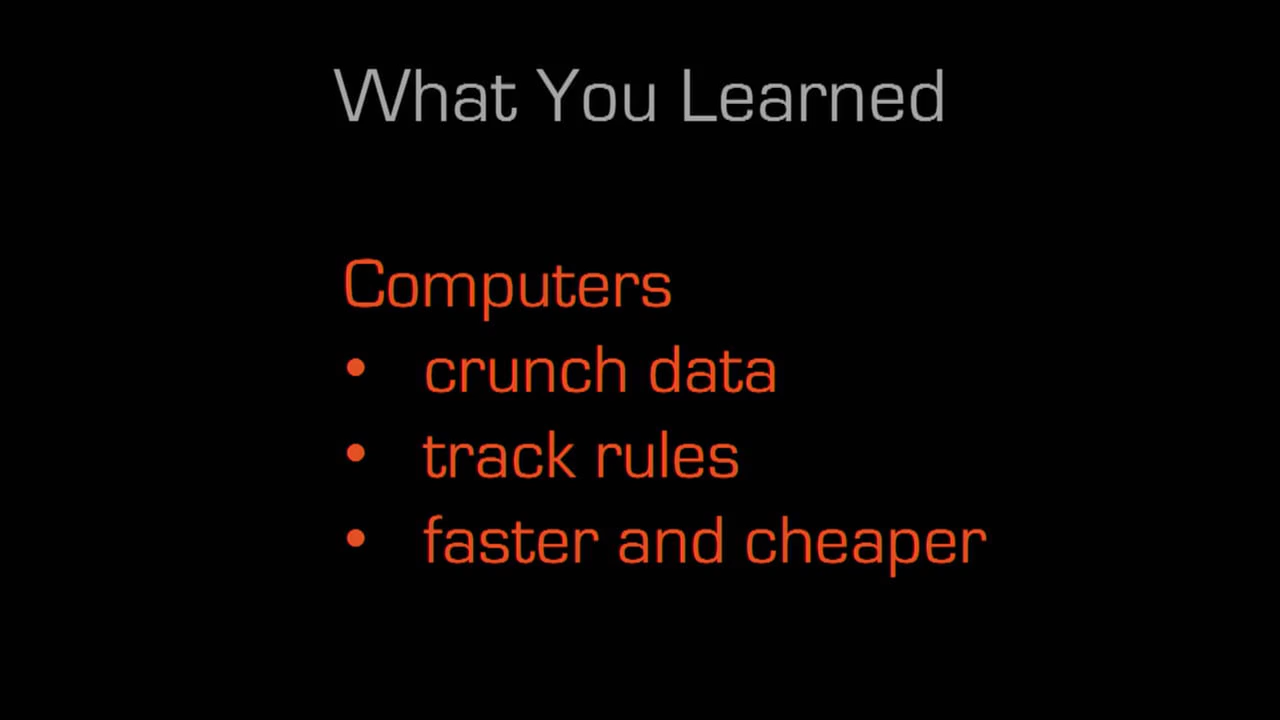 What You Learned
Computers
• crunch data
• track rules
• faster and cheaper